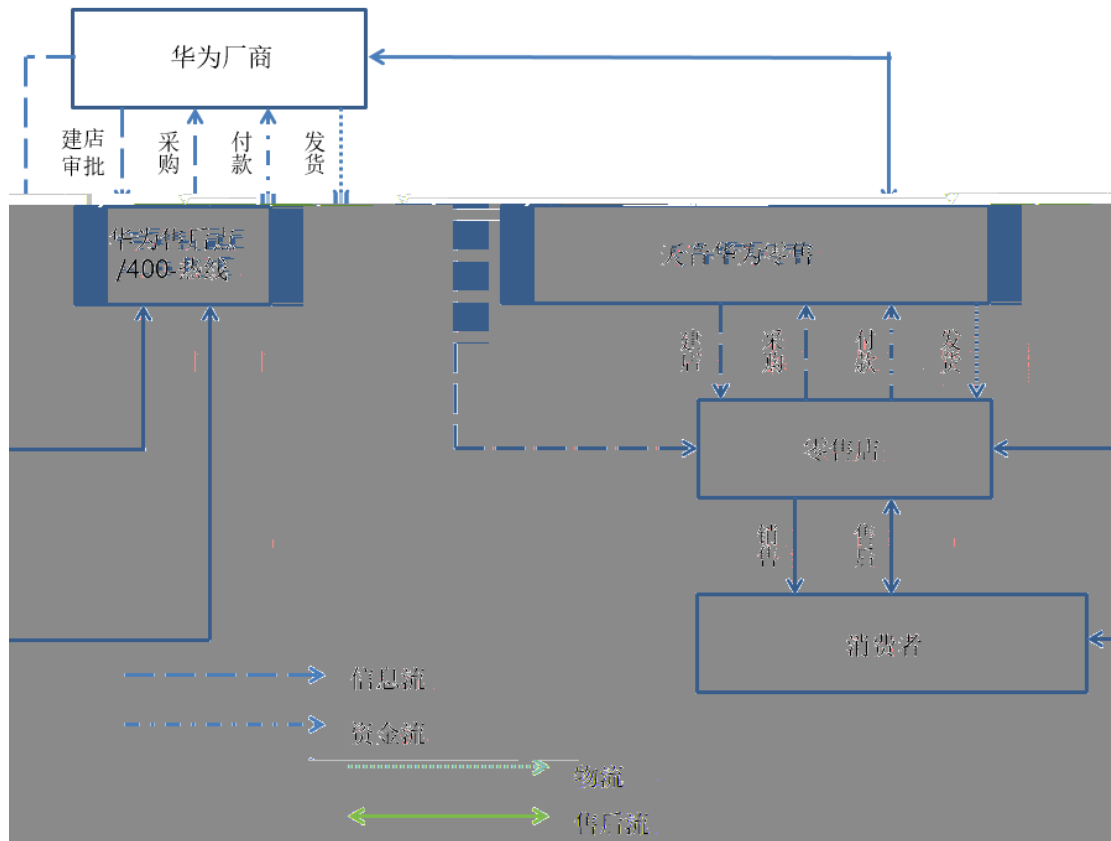 华为厂商
建店
审批
采购
付款
发货
华为售后
/400-热线
天音华为零售
建店
采购
付款
发货
零售店
销售
售后
消费者
信息流
资金流
物流
售后流